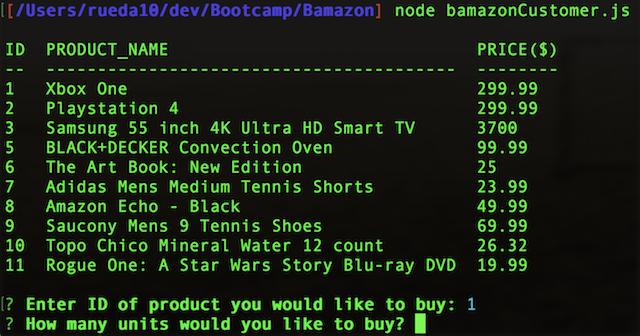 [[/Users/rueda10/dev/Bootcamp/Bamazon] node bamazonCustomer.js
ID  PRODUCT_NAME                              PRICE($)
--  ----------------------------------------  --------
1   Xbox One                                  299.99
2   Playstation 4                             299.99
3   Samsung 55 inch 4K Ultra HD Smart TV      3700
5   BLACK+DECKER Convection Oven              99.99
6   The Art Book: New Edition                 25
7   Adidas Mens Medium Tennis Shorts          23.99
8   Amazon Echo - Black                       49.99
9   Saucony Mens 9 Tennis Shoes               69.99
10  Topo Chico Mineral Water 12 count         26.32
11  Rogue One: A Star Wars Story Blu-ray DVD  19.99
[? Enter ID of product you would like to buy: 1
? How many units would you like to buy?